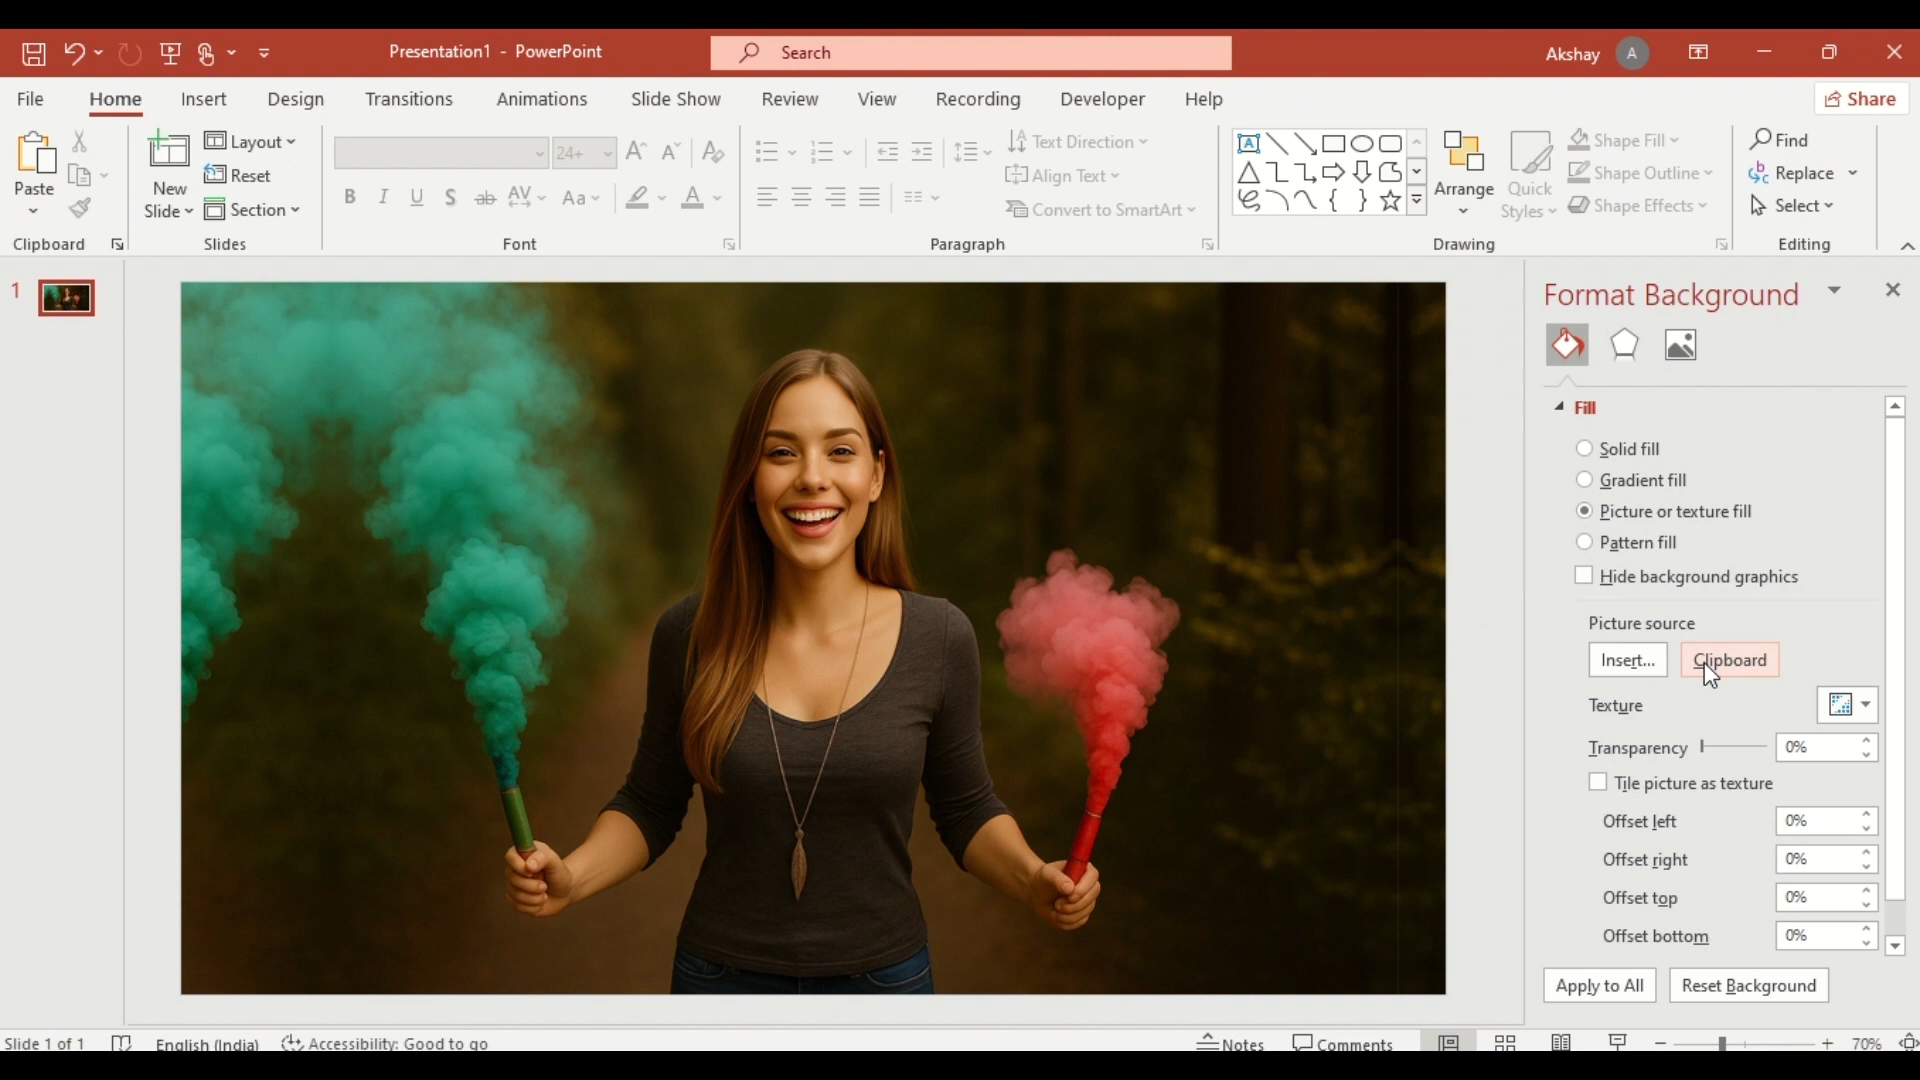 Presentation1 - PowerPoint
Search
Akshay A
File Home Insert Design Transitions Animations Slide Show Review View Recording Developer Help Share
Paste
Clipboard
New Slide
Layout
Reset
Section
Slides
24+
A A A
B I U S ab AV Aa A
Font
Text Direction
Align Text
Convert to SmartArt
Paragraph
A
Arrange
Quick Styles
Shape Fill
Shape Outline
Shape Effects
Drawing
Find
Replace
Select
Editing
1
Format Background
Fill
Solid fill
Gradient fill
Picture or texture fill
Pattern fill
Hide background graphics
Picture source
Insert... Clipboard
Texture
Transparency 0%
Tile picture as texture
Offset left 0%
Offset right 0%
Offset top 0%
Offset bottom 0%
Apply to All Reset Background
Slide 1 of 1 English (India) Accessibility: Good to go Notes Comments 70%